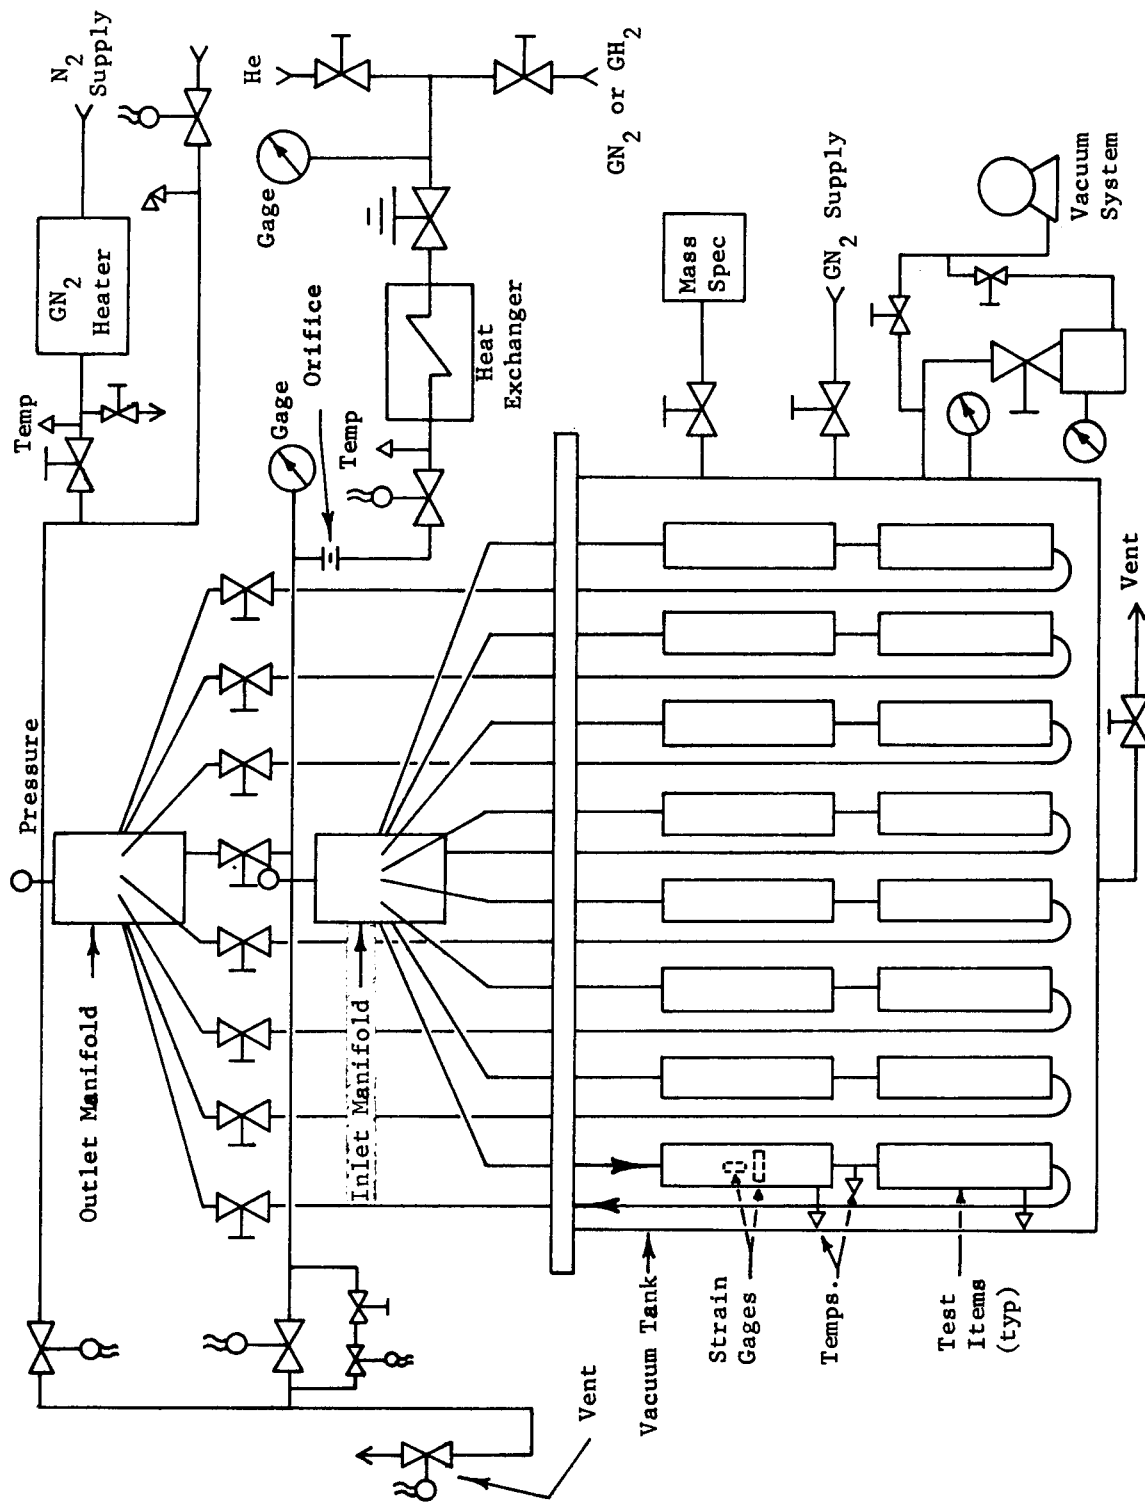 N2
Supply
GN2
Heater
Temp
Pressure
Outlet Manifold
He
Gage
GN2 or GH2
Gage
Orifice
Temp
Heat
Exchanger
Inlet Manifold
Mass
Spec
GN2 Supply
Vacuum
System
Vent
Vent
Vacuum Tank
Strain
Gages
Temps.
Test
Items
(typ)